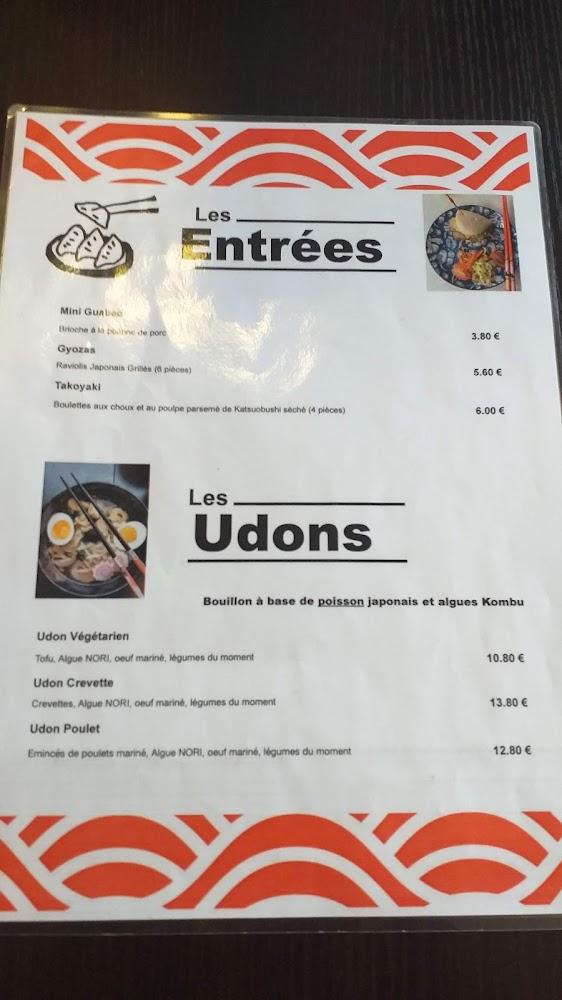 Les
Entrées
Mini Guabao
Brioche à la poitrine de porc
3.80 €
Gyozas
Raviolis Japonais Grillés (6 pièces)
5.60 €
Takoyaki
Boulettes aux choux et au poulpe parsemé de Katsuobushi séché (4 pièces)
6.00 €
Les
Udons
Bouillon à base de poisson japonais et algues Kombu
Udon Végétarien
Tofu, Algue NORI, oeuf mariné, légumes du moment
10.80 €
Udon Crevette
Crevettes, Algue NORI, oeuf mariné, légumes du moment
13.80 €
Udon Poulet
Emincés de poulets mariné, Algue NORI, oeuf mariné, légumes du moment
12.80 €